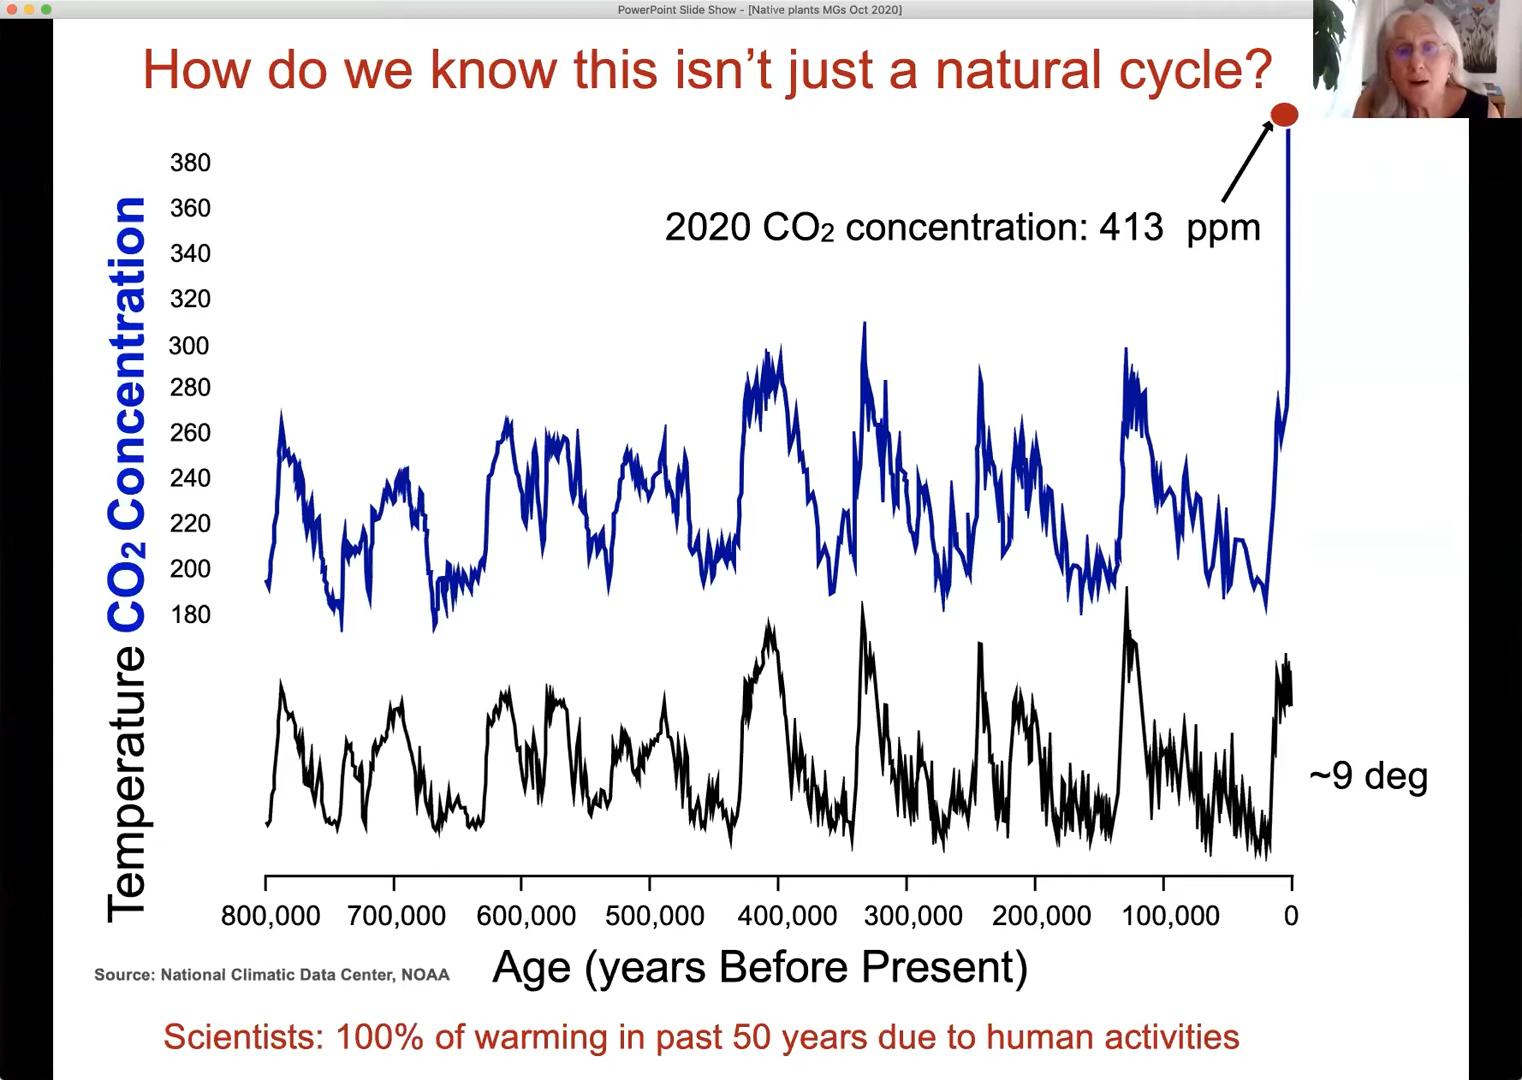 PowerPoint Slide Show - [Native plants MGs Oct 2020]
How do we know this isn't just a natural cycle?
380
360
340
320
300
280
260
240
220
200
180
Temperature CO₂ Concentration
2020 CO₂ concentration: 413 ppm
~9 deg
800,000 700,000 600,000 500,000 400,000 300,000 200,000 100,000 0
Age (years Before Present)
Source: National Climatic Data Center, NOAA
Scientists: 100% of warming in past 50 years due to human activities